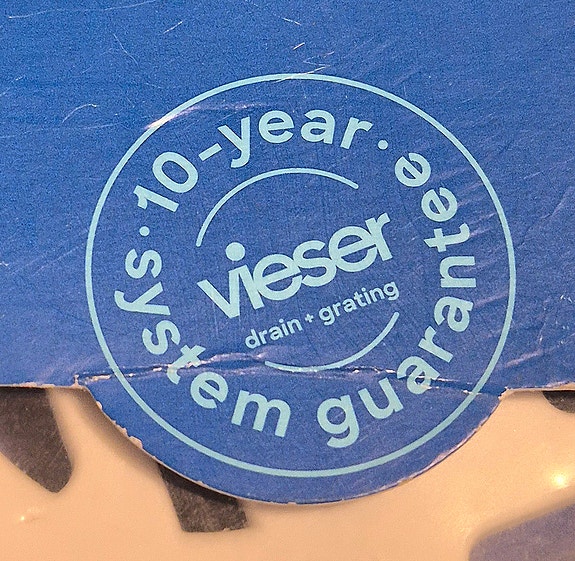 · 10-year ·
system guarantee
vieser
drain + grating